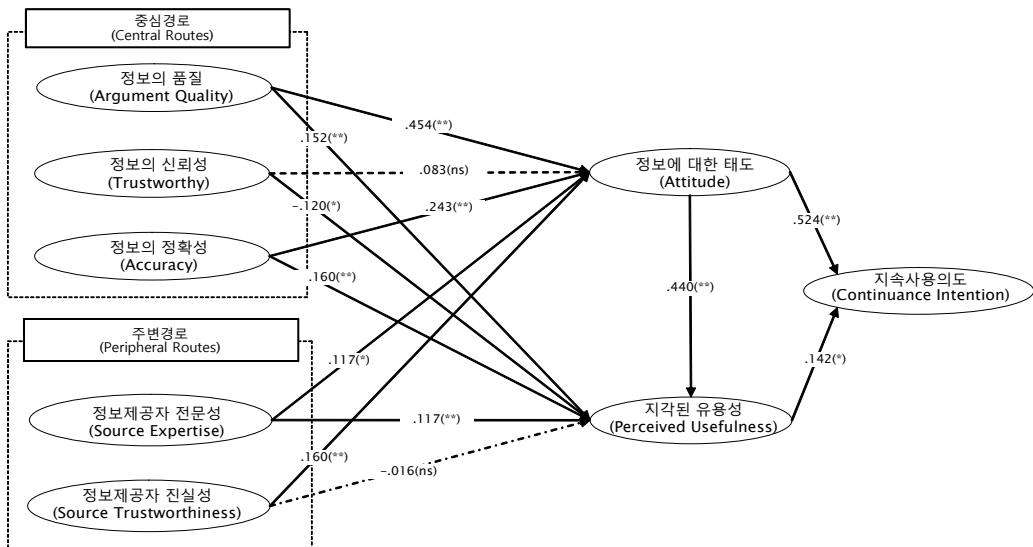 중심경로
(Central Routes)
정보의 품질
(Argument Quality)
.454(**)
.152(**)
정보의 신뢰성
(Trustworthy)
.083(ns)
정보에 대한 태도
(Attitude)
-.120(*)
.243(**)
.524(**)
정보의 정확성
(Accuracy)
.160(**)
.440(**)
지속사용의도
(Continuance Intention)
주변경로
(Peripheral Routes)
.117(*)
.142(*)
정보제공자 전문성
(Source Expertise)
.117(**)
지각된 유용성
(Perceived Usefulness)
.160(**)
-.016(ns)
정보제공자 진실성
(Source Trustworthiness)